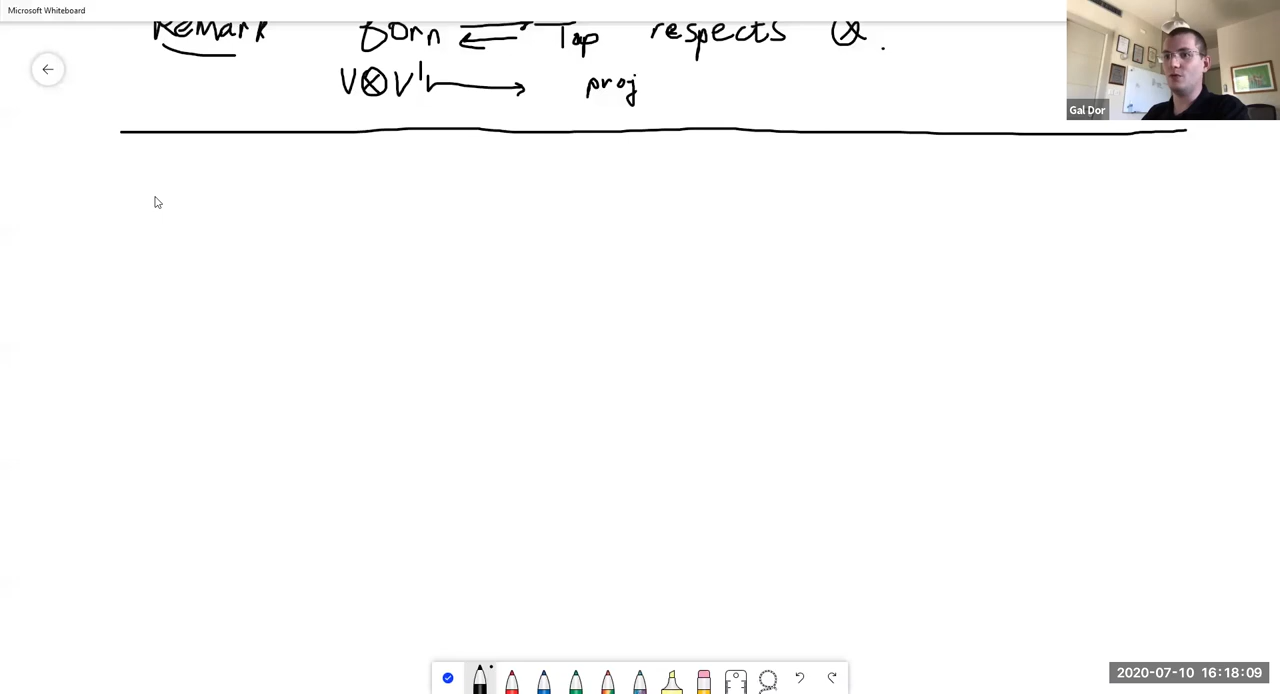 Microsoft Whiteboard
Remark Born ⇄ Top respects ⊗.
V⊗V' ↦ proj
Gal Dor
2020-07-10 16:18:09